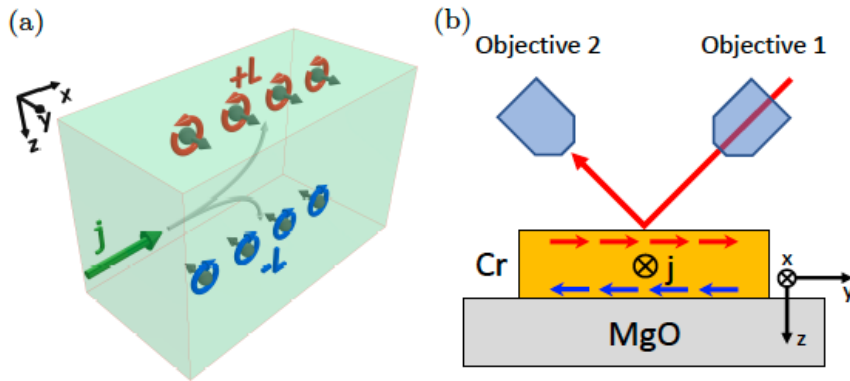 (a)
+L
x
y
z
j
-L
(b)
Objective 2
Objective 1
Cr
j
x
y
z
MgO